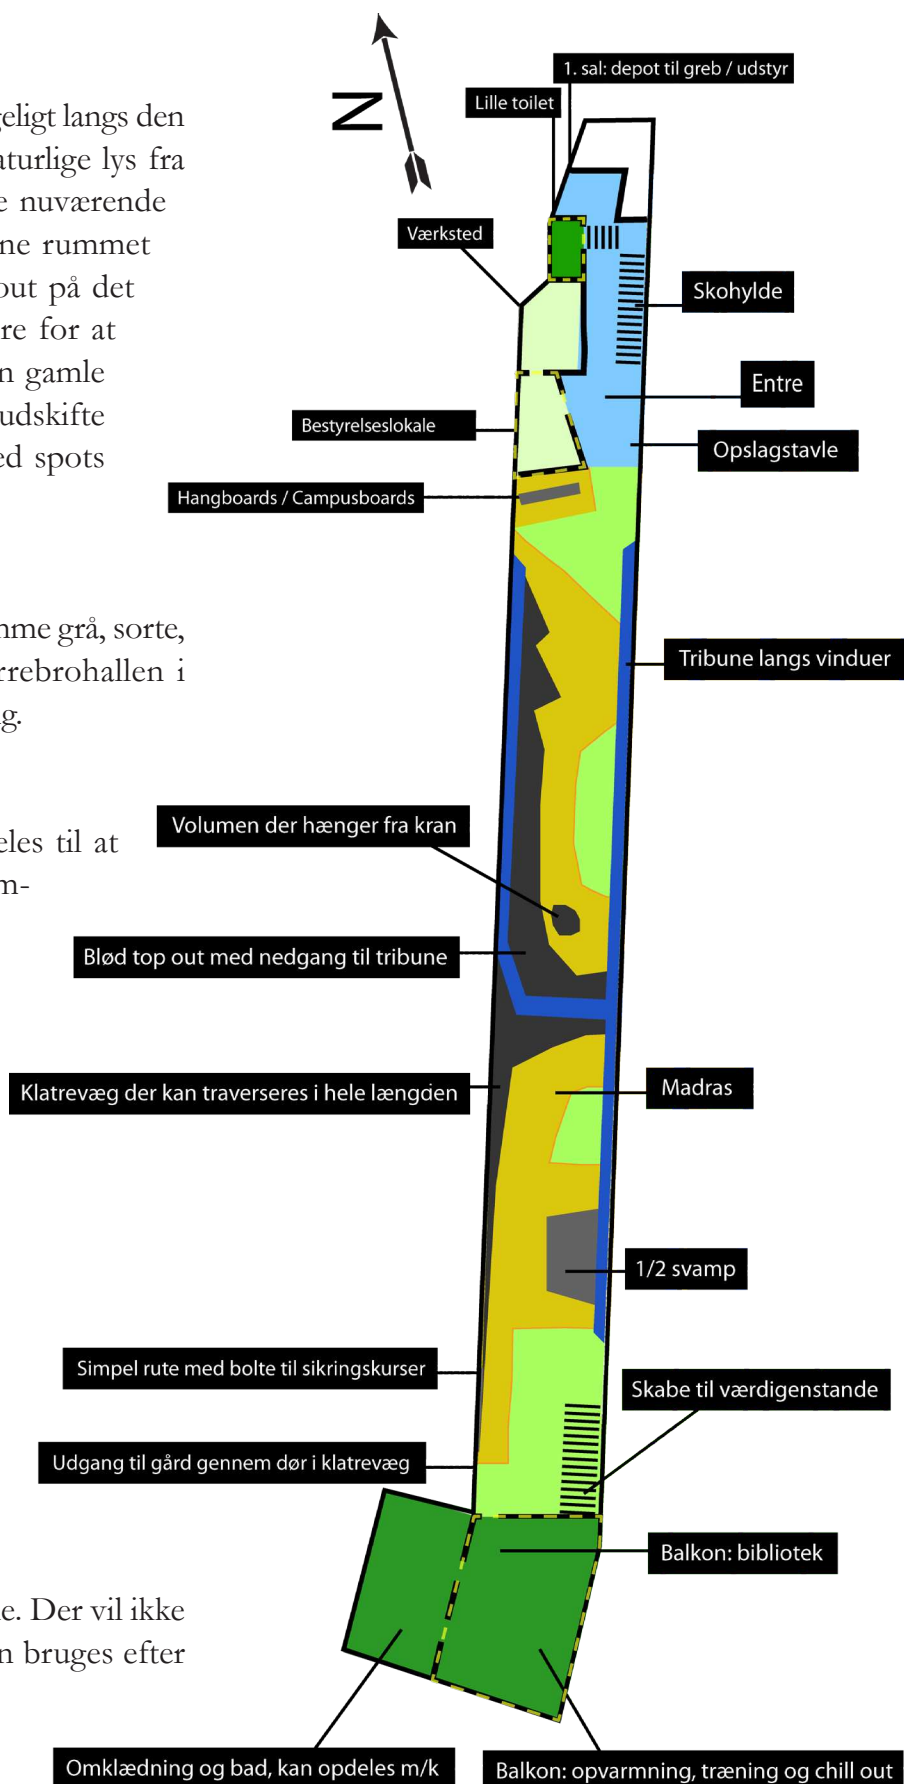 geligt langs den
aturlige lys fra
e nuværende
ne rummet
out på det
re for at
n gamle
udskifte
ed spots
nme grå, sorte,
rrebrohallen i
g.
eles til at
m-
e. Der vil ikke
n bruges efter
N
1. sal: depot til greb / udstyr
Lille toilet
Værksted
Skohylde
Entre
Bestyrelseslokale
Opslagstavle
Hangboards / Campusboards
Tribune langs vinduer
Volumen der hænger fra kran
Blød top out med nedgang til tribune
Klatrevæg der kan traverseres i hele længden
Madras
1/2 svamp
Simpel rute med bolte til sikringskurser
Skabe til værdigenstande
Udgang til gård gennem dør i klatrevæg
Balkon: bibliotek
Omklædning og bad, kan opdeles m/k
Balkon: opvarmning, træning og chill out